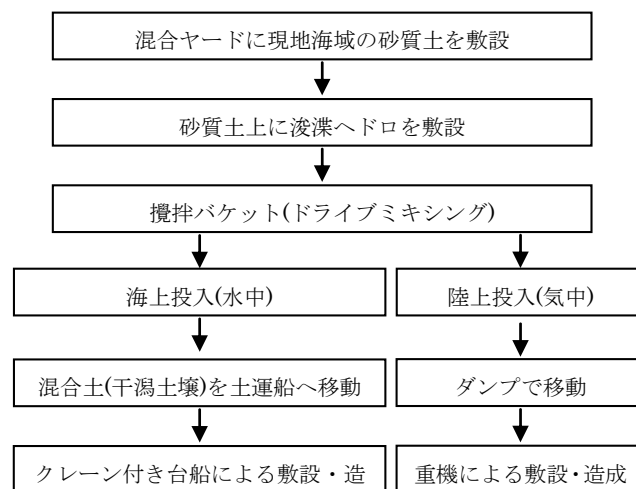 混合ヤードに現地海域の砂質土を敷設
砂質土上に浚渫ヘドロを敷設
攪拌バケット(ドライブミキシング)
海上投入(水中)
陸上投入(気中)
混合土(干潟土壌)を土運船へ移動
ダンプで移動
クレーン付き台船による敷設・造
重機による敷設・造成